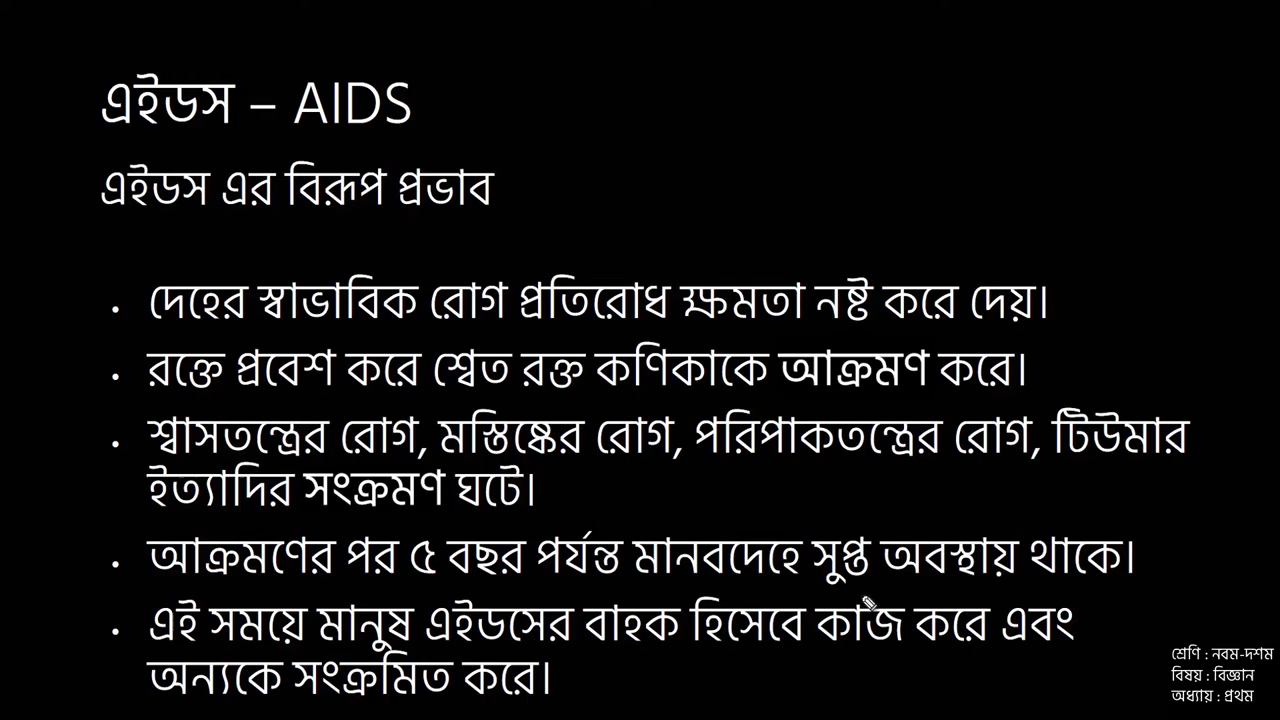 এইডস – AIDS
এইডস এর বিরূপ প্রভাব
• দেহের স্বাভাবিক রোগ প্রতিরোধ ক্ষমতা নষ্ট করে দেয়।
• রক্তে প্রবেশ করে শ্বেত রক্ত কণিকাকে আক্রমণ করে।
• শ্বাসতন্ত্রের রোগ, মস্তিষ্কের রোগ, পরিপাকতন্ত্রের রোগ, টিউমার
ইত্যাদির সংক্রমণ ঘটে।
• আক্রমণের পর ৫ বছর পর্যন্ত মানবদেহে সুপ্ত অবস্থায় থাকে।
• এই সময়ে মানুষ এইডসের বাহক হিসেবে কাজ করে এবং
অন্যকে সংক্রমিত করে।
শ্রেণি : নবম-দশম
বিষয় : বিজ্ঞান
অধ্যায় : প্রথম